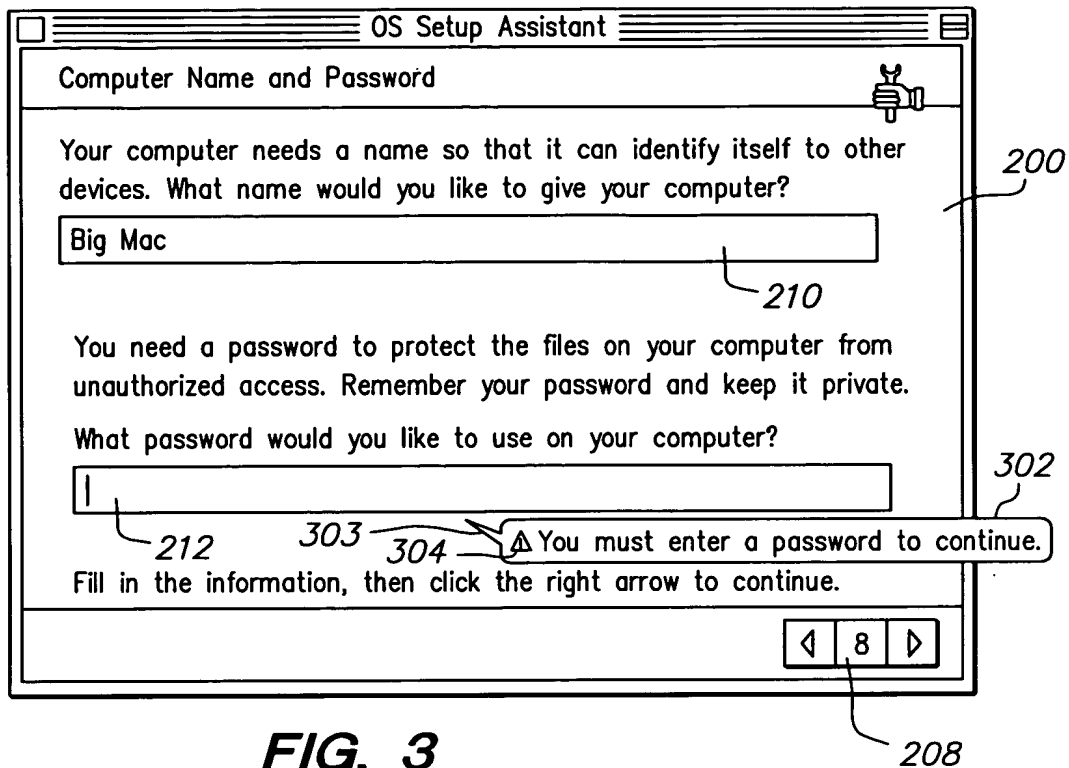 OS Setup Assistant
Computer Name and Password
Your computer needs a name so that it can identify itself to other
devices. What name would you like to give your computer?
200
Big Mac
210
You need a password to protect the files on your computer from
unauthorized access. Remember your password and keep it private.
What password would you like to use on your computer?
302
212
303
304
You must enter a password to continue.
Fill in the information, then click the right arrow to continue.
8
208
FIG. 3